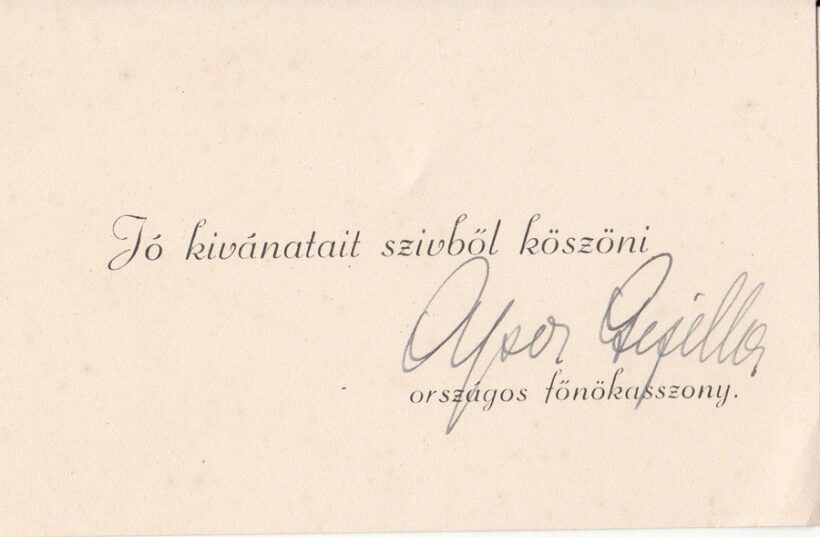 Jó kivánatait szivből köszöni
Apor Gizella
országos főnökasszony.